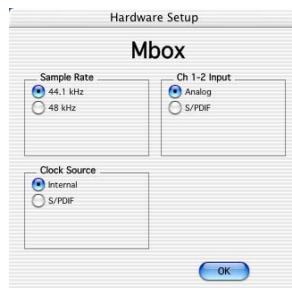 Hardware Setup
Mbox
Sample Rate
44.1 kHz
48 kHz
Ch 1-2 Input
Analog
S/PDIF
Clock Source
Internal
S/PDIF
OK